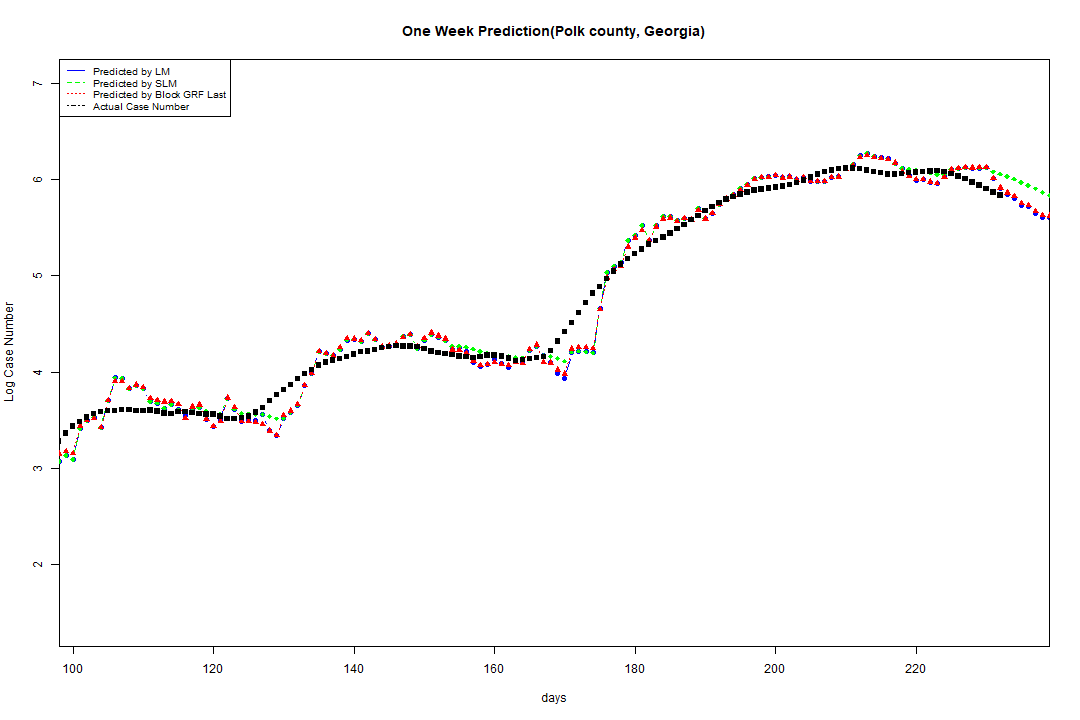 One Week Prediction(Polk county, Georgia)
Predicted by LM
Predicted by SLM
Predicted by Block GRF Last
Actual Case Number
7
6
5
4
3
2
Log Case Number
100 120 140 160 180 200 220
days